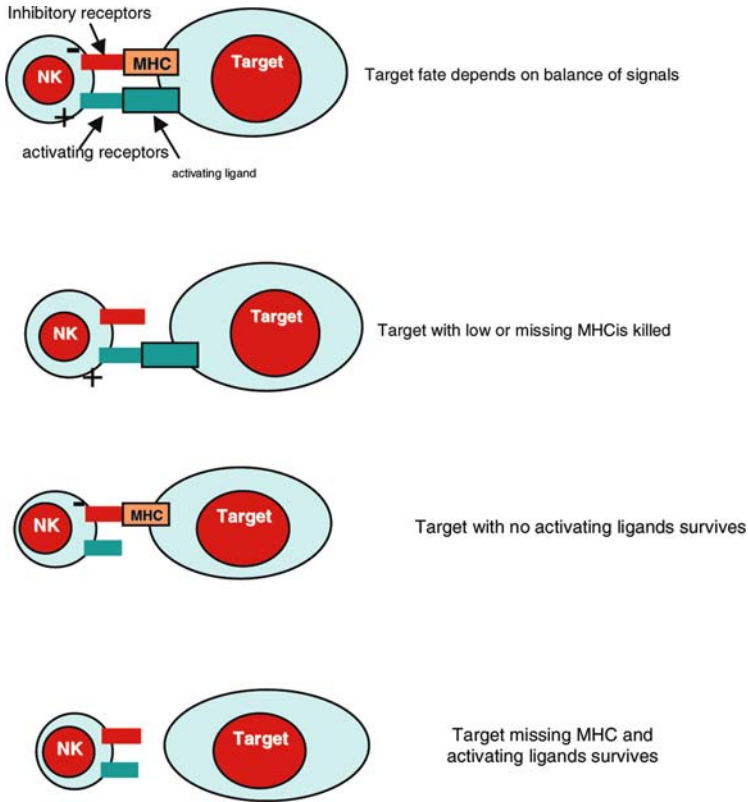 Inhibitory receptors
-
NK
MHC
Target
+
activating receptors
activating ligand
Target fate depends on balance of signals
NK
Target
+
Target with low or missing MHCis killed
-
NK
MHC
Target
Target with no activating ligands survives
NK
Target
Target missing MHC and
activating ligands survives